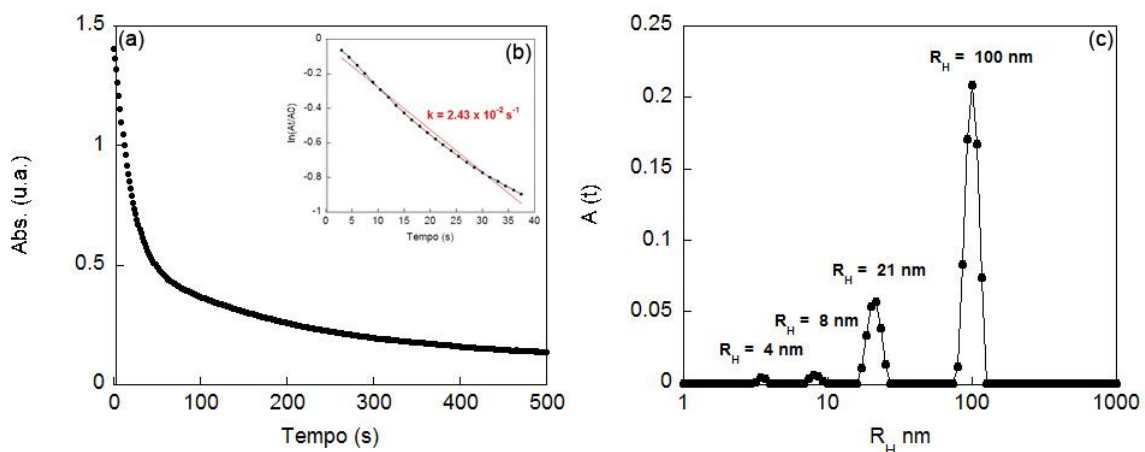 (a)
Abs. (u.a.)
1.5
1
0.5
0
0
100
200
300
400
500
Tempo (s)
(b)
ln(At/A0)
0
-0.2
-0.4
-0.6
-0.8
-1
k = 2.43 x 10⁻² s⁻¹
0
5
10
15
20
25
30
35
40
Tempo (s)
(c)
A (t)
0.25
0.2
0.15
0.1
0.05
0
R_H = 100 nm
R_H = 21 nm
R_H = 8 nm
R_H = 4 nm
1
10
100
1000
R_H nm